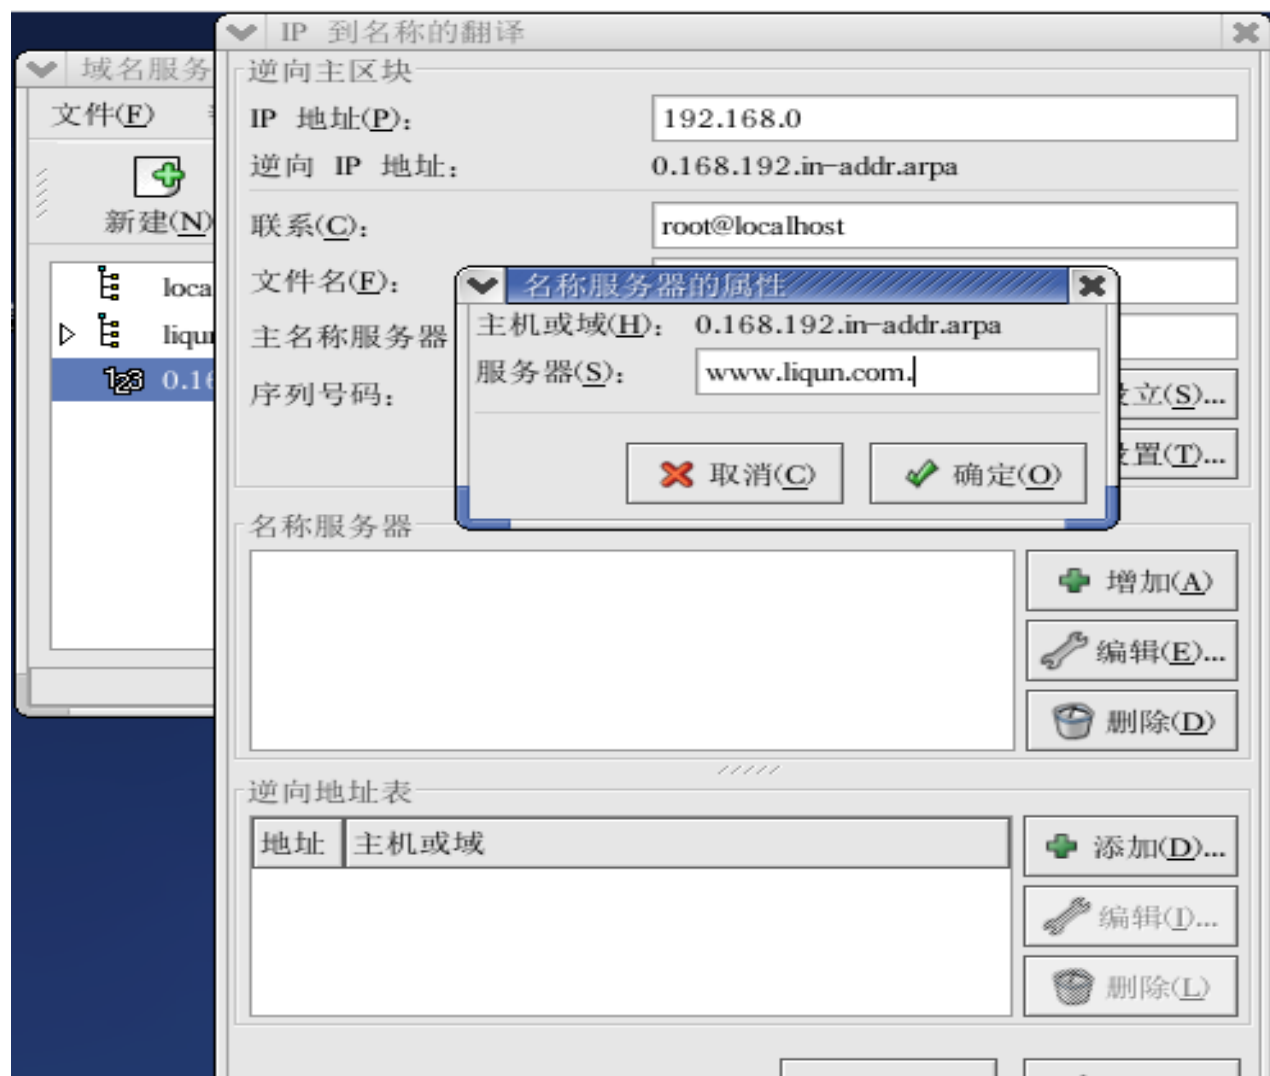 IP 到名称的翻译
域名服务
逆向主区块
文件(F)
IP 地址(P): 192.168.0
逆向 IP 地址: 0.168.192.in-addr.arpa
新建(N)
联系(C): root@localhost
文件名(F):
名称服务器的属性
loca
主机或域(H): 0.168.192.in-addr.arpa
liqu
主名称服务器
服务器(S): www.liqun.com.
123 0.16
序列号码:
立(S)...
取消(C) 确定(O)
置(T)...
名称服务器
增加(A)
编辑(E)...
删除(D)
逆向地址表
地址 主机或域
添加(D)...
编辑(I)...
删除(L)